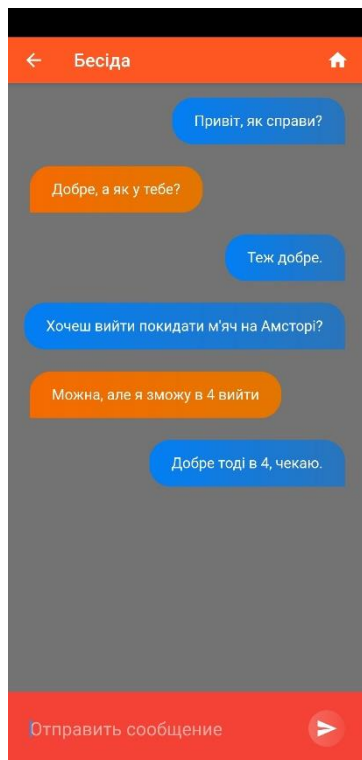 Бесіда
Привіт, як справи?
Добре, а як у тебе?
Теж добре.
Хочеш вийти покидати м'яч на Амсторі?
Можна, але я зможу в 4 вийти
Добре тоді в 4, чекаю.
Отправить сообщение